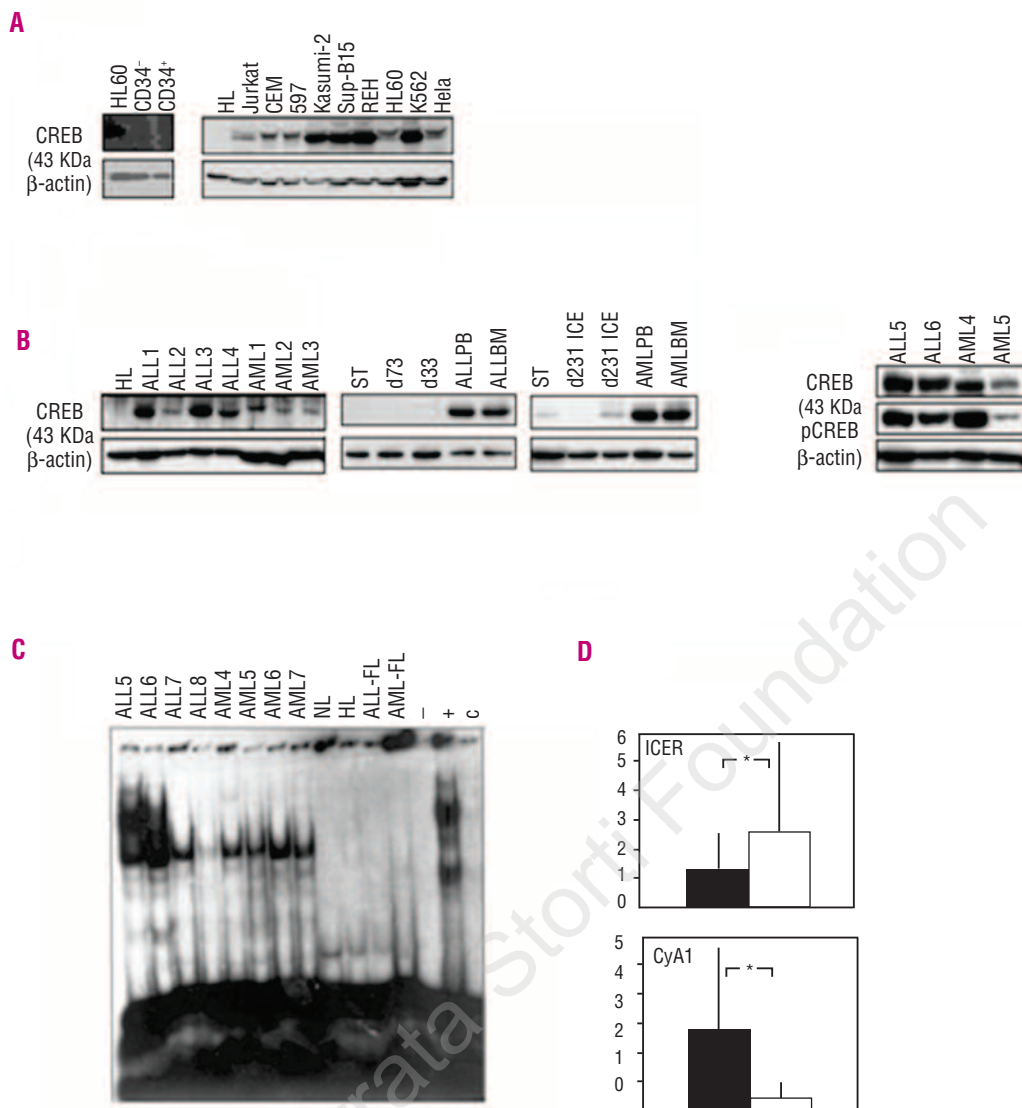 A
HL60
CD34-
CD34+
HL
Jurkat
CEM
597
Kasumi-2
Sup-B15
REH
HL60
K562
Hela
CREB
(43 KDa
β-actin)
B
HL
ALL1
ALL2
ALL3
ALL4
AML1
AML2
AML3
ST
d73
d33
ALLPB
ALLBM
ST
d231 ICE
d231 ICE
AMLPB
AMLBM
ALL5
ALL6
AML4
AML5
CREB
(43 KDa
β-actin)
CREB
(43 KDa
pCREB
β-actin)
C
ALL5
ALL6
ALL7
ALL8
AML4
AML5
AML6
AML7
NL
HL
ALL-FL
AML-FL
–
+
c
D
ICER
6
5
4
3
2
1
0
*
CyA1
5
4
3
2
1
0
*
rata Storti Foundation